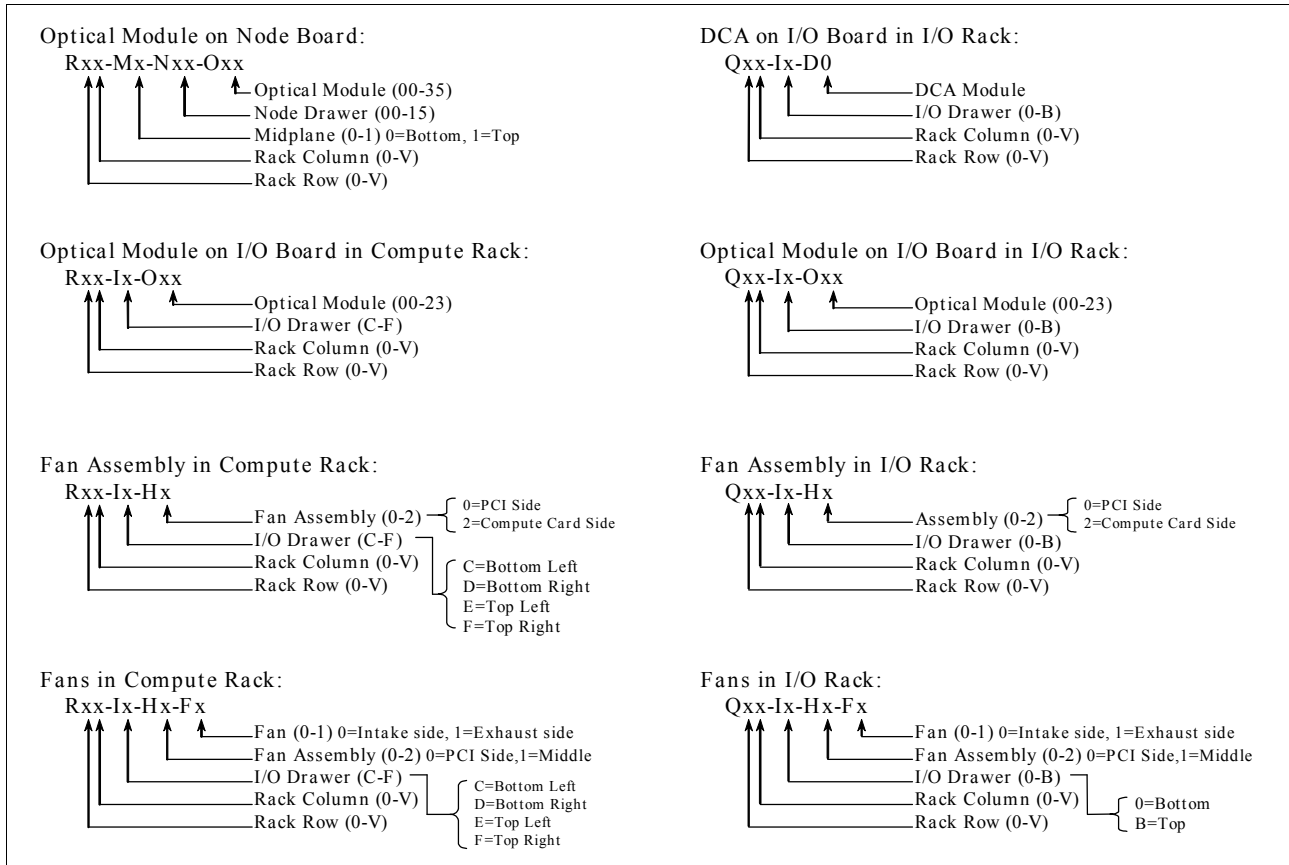 Optical Module on Node Board:
Rxx-Mx-Nxx-Oxx
Optical Module (00-35)
Node Drawer (00-15)
Midplane (0-1) 0=Bottom, 1=Top
Rack Column (0-V)
Rack Row (0-V)
DCA on I/O Board in I/O Rack:
Qxx-Ix-D0
DCA Module
I/O Drawer (0-B)
Rack Column (0-V)
Rack Row (0-V)
Optical Module on I/O Board in Compute Rack:
Rxx-Ix-Oxx
Optical Module (00-23)
I/O Drawer (C-F)
Rack Column (0-V)
Rack Row (0-V)
Optical Module on I/O Board in I/O Rack:
Qxx-Ix-Oxx
Optical Module (00-23)
I/O Drawer (0-B)
Rack Column (0-V)
Rack Row (0-V)
Fan Assembly in Compute Rack:
Rxx-Ix-Hx
Fan Assembly (0-2)
0=PCI Side
2=Compute Card Side
I/O Drawer (C-F)
Rack Column (0-V)
Rack Row (0-V)
C=Bottom Left
D=Bottom Right
E=Top Left
F=Top Right
Fan Assembly in I/O Rack:
Qxx-Ix-Hx
Assembly (0-2)
0=PCI Side
2=Compute Card Side
I/O Drawer (0-B)
Rack Column (0-V)
Rack Row (0-V)
Fans in Compute Rack:
Rxx-Ix-Hx-Fx
Fan (0-1) 0=Intake side, 1=Exhaust side
Fan Assembly (0-2) 0=PCI Side,1=Middle
I/O Drawer (C-F)
Rack Column (0-V)
Rack Row (0-V)
C=Bottom Left
D=Bottom Right
E=Top Left
F=Top Right
Fans in I/O Rack:
Qxx-Ix-Hx-Fx
Fan (0-1) 0=Intake side, 1=Exhaust side
Fan Assembly (0-2) 0=PCI Side,1=Middle
I/O Drawer (0-B)
Rack Column (0-V)
Rack Row (0-V)
0=Bottom
B=Top